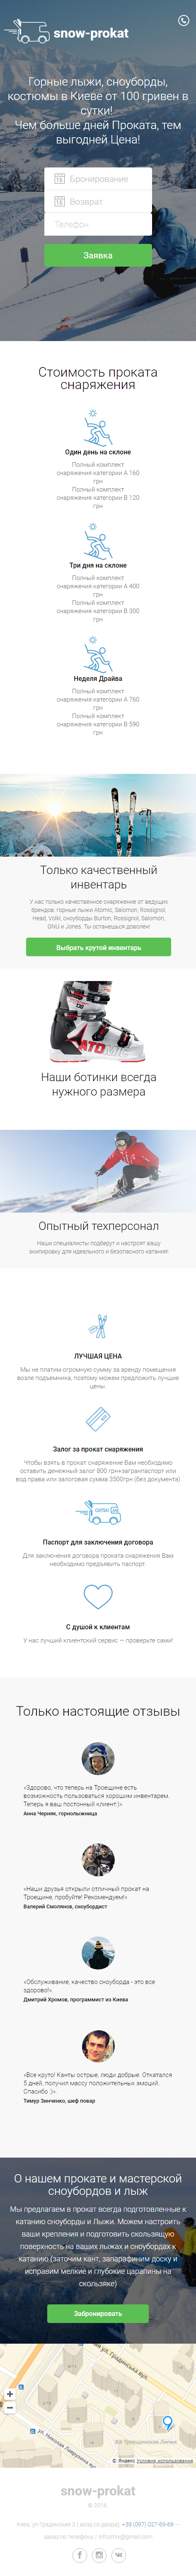 snow-prokat
Горные лыжи, сноуборды,
костюмы в Киеве от 100 гривен в
сутки!
Чем больше дней Проката, тем
выгодней Цена!
Бронирование
Возврат
Телефон
Заявка
Стоимость проката
снаряжения
Один день на склоне
Полный комплект
снаряжения категории А 160
грн
Полный комплект
снаряжения категории В 120
грн
Три дня на склоне
Полный комплект
снаряжения категории А 400
грн
Полный комплект
снаряжения категории В 300
грн
Неделя Драйва
Полный комплект
снаряжения категории А 760
грн
Полный комплект
снаряжения категории В 590
грн
Только качественный
инвентарь
У нас только качественное снаряжение от ведущих
брендов: горные лыжи Atomic, Salomon, Rossignol,
Head, Volkl, сноуборды Burton, Rossignol, Salomon,
GNU и Jones. Ты останешься доволен!
Выбрать крутой инвентарь
ATOMIC
Наши ботинки всегда
нужного размера
Опытный техперсонал
Наши специалисты подберут и настроят вашу
экипировку для идеального и безопасного катания!
ЛУЧШАЯ ЦЕНА
Мы не платим огромную сумму за аренду помещения
возле подъемника, поэтому можем предложить лучшие
цены.
Залог за прокат снаряжения
Чтобы взять в прокат снаряжение Вам необходимо
оставить денежный залог 800 грн+загранпаспорт или
вод.права или залоговая сумма 3500грн (без документа).
Паспорт для заключения договора
Для заключения договора проката снаряжения Вам
необходимо предъявить паспорт.
С душой к клиентам
У нас лучший клиентский сервис — проверьте сами!
Только настоящие отзывы
«Здорово, что теперь на Троещине есть
возможность пользоваться хорошим инвентарем.
Теперь я ваш постоянный клиент:)»
Анна Черняк, горнолыжница
«Наши друзья открыли отличный прокат на
Троещине, пробуйте! Рекомендуем!»
Валерий Смолянов, сноубордист
«Обслуживание, качество сноуборда - это все
здорово!».
Дмитрий Хромов, программист из Киева
«Все круто! Канты острые, люди добрые. Откатался
5 дней, получил массу положительных эмоций.
Спасибо :)».
Тимур Зинченко, шеф повар
О нашем прокате и мастерской
сноубордов и лыж
Мы предлагаем в прокат всегда подготовленные к
катанию сноуборды и Лыжи. Можем настроить
ваши крепления и подготовить скользящую
поверхность на ваших лыжах и сноубордах к
катанию (заточим кант, запарафиним доску и
исправим мелкие и глубокие царапины на
скользяке)
Забронировать
ЖК Троещинские Липки
© Яндекс Условия использования
snow-prokat
© 2016.
+38 (097) 027-69-69